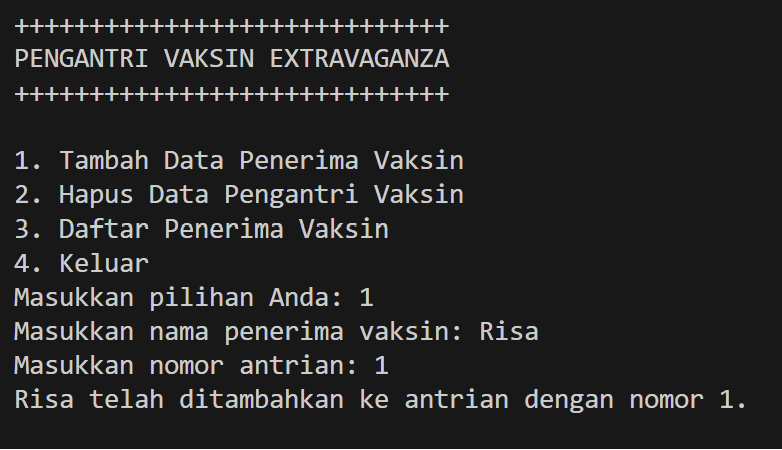 +++++++++++++++++++++++++++++
PENGANTRI VAKSIN EXTRAVAGANZA
+++++++++++++++++++++++++++++
1. Tambah Data Penerima Vaksin
2. Hapus Data Pengantri Vaksin
3. Daftar Penerima Vaksin
4. Keluar
Masukkan pilihan Anda: 1
Masukkan nama penerima vaksin: Risa
Masukkan nomor antrian: 1
Risa telah ditambahkan ke antrian dengan nomor 1.